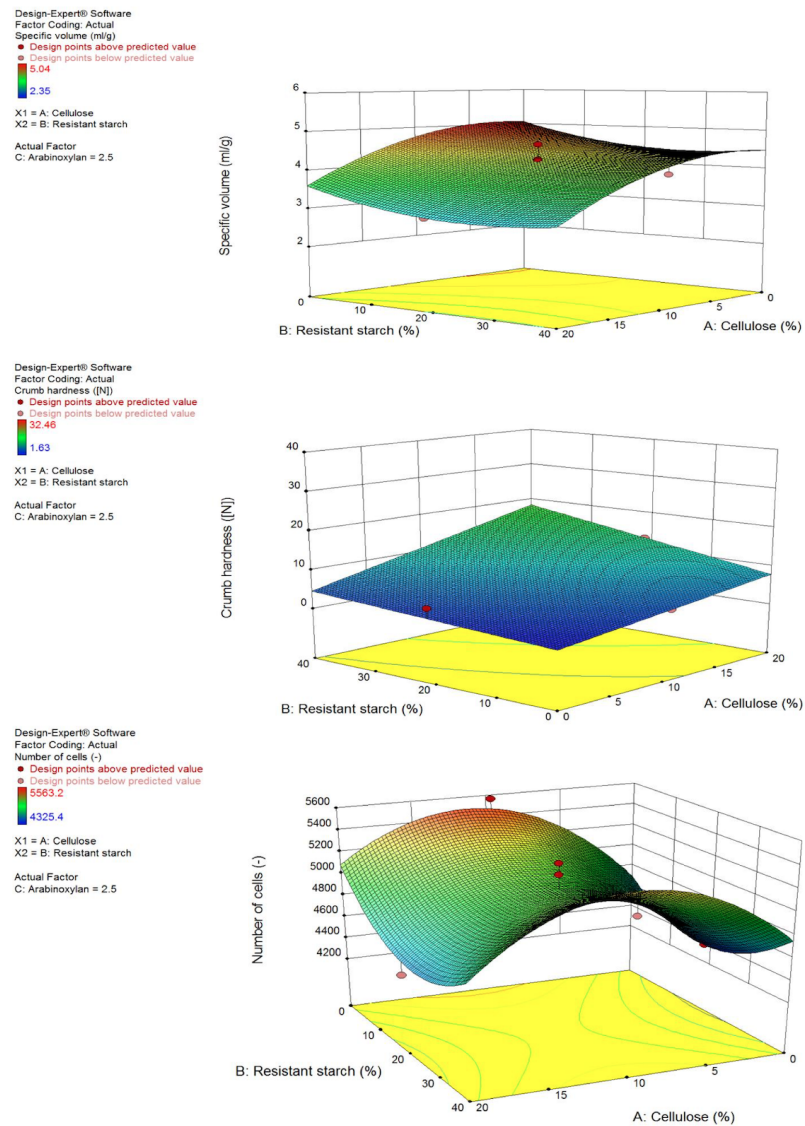 Design-Expert® Software
Factor Coding: Actual
Specific volume (ml/g)
Design points above predicted value
Design points below predicted value
5.04
2.35
X1 = A: Cellulose
X2 = B: Resistant starch
Actual Factor
C: Arabinoxylan = 2.5
Specific volume (ml/g)
6
5
4
3
2
0
10
20
30
40
B: Resistant starch (%)
20
15
10
5
0
A: Cellulose (%)
Design-Expert® Software
Factor Coding: Actual
Crumb hardness ([N])
Design points above predicted value
Design points below predicted value
32.46
1.63
X1 = A: Cellulose
X2 = B: Resistant starch
Actual Factor
C: Arabinoxylan = 2.5
Crumb hardness ([N])
40
30
20
10
0
40
30
20
10
0
B: Resistant starch (%)
0
5
10
15
20
A: Cellulose (%)
Design-Expert® Software
Factor Coding: Actual
Number of cells (-)
Design points above predicted value
Design points below predicted value
5563.2
4325.4
X1 = A: Cellulose
X2 = B: Resistant starch
Actual Factor
C: Arabinoxylan = 2.5
Number of cells (-)
5600
5400
5200
5000
4800
4600
4400
4200
0
10
20
30
40
B: Resistant starch (%)
20
15
10
5
0
A: Cellulose (%)